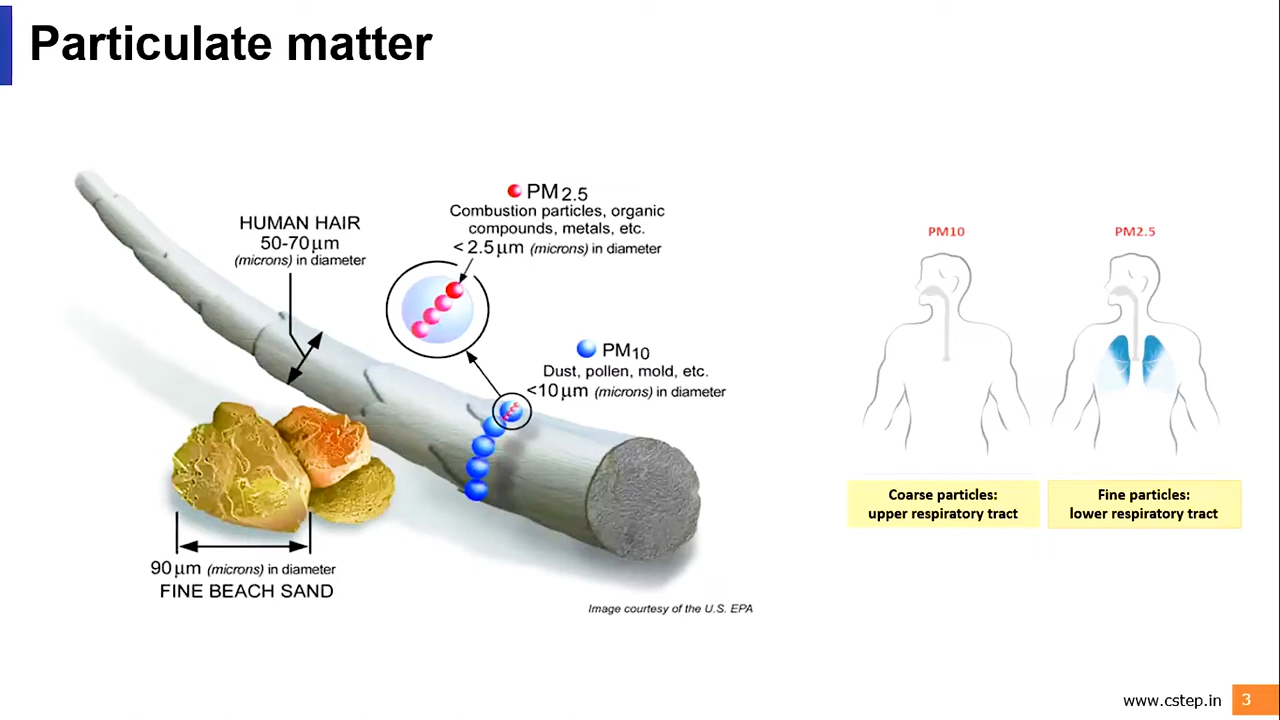 Particulate matter
HUMAN HAIR
50-70μm
(microns) in diameter
PM2.5
Combustion particles, organic
compounds, metals, etc.
< 2.5μm (microns) in diameter
PM10
Dust, pollen, mold, etc.
<10μm (microns) in diameter
90μm (microns) in diameter
FINE BEACH SAND
Image courtesy of the U.S. EPA
PM10
Coarse particles:
upper respiratory tract
PM2.5
Fine particles:
lower respiratory tract
www.cstep.in
3